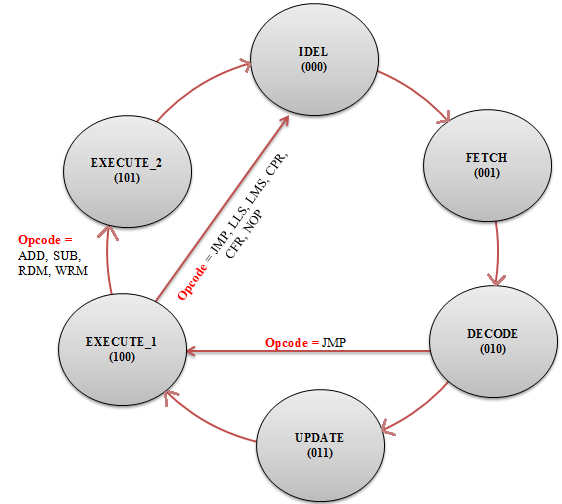 IDEL
(000)
FETCH
(001)
EXECUTE_2
(101)
Opcode =
ADD, SUB,
RDM, WRM
Opcode = JMP, LLS, LMS, CPR,
CFR, NOP
EXECUTE_1
(100)
Opcode = JMP
DECODE
(010)
UPDATE
(011)